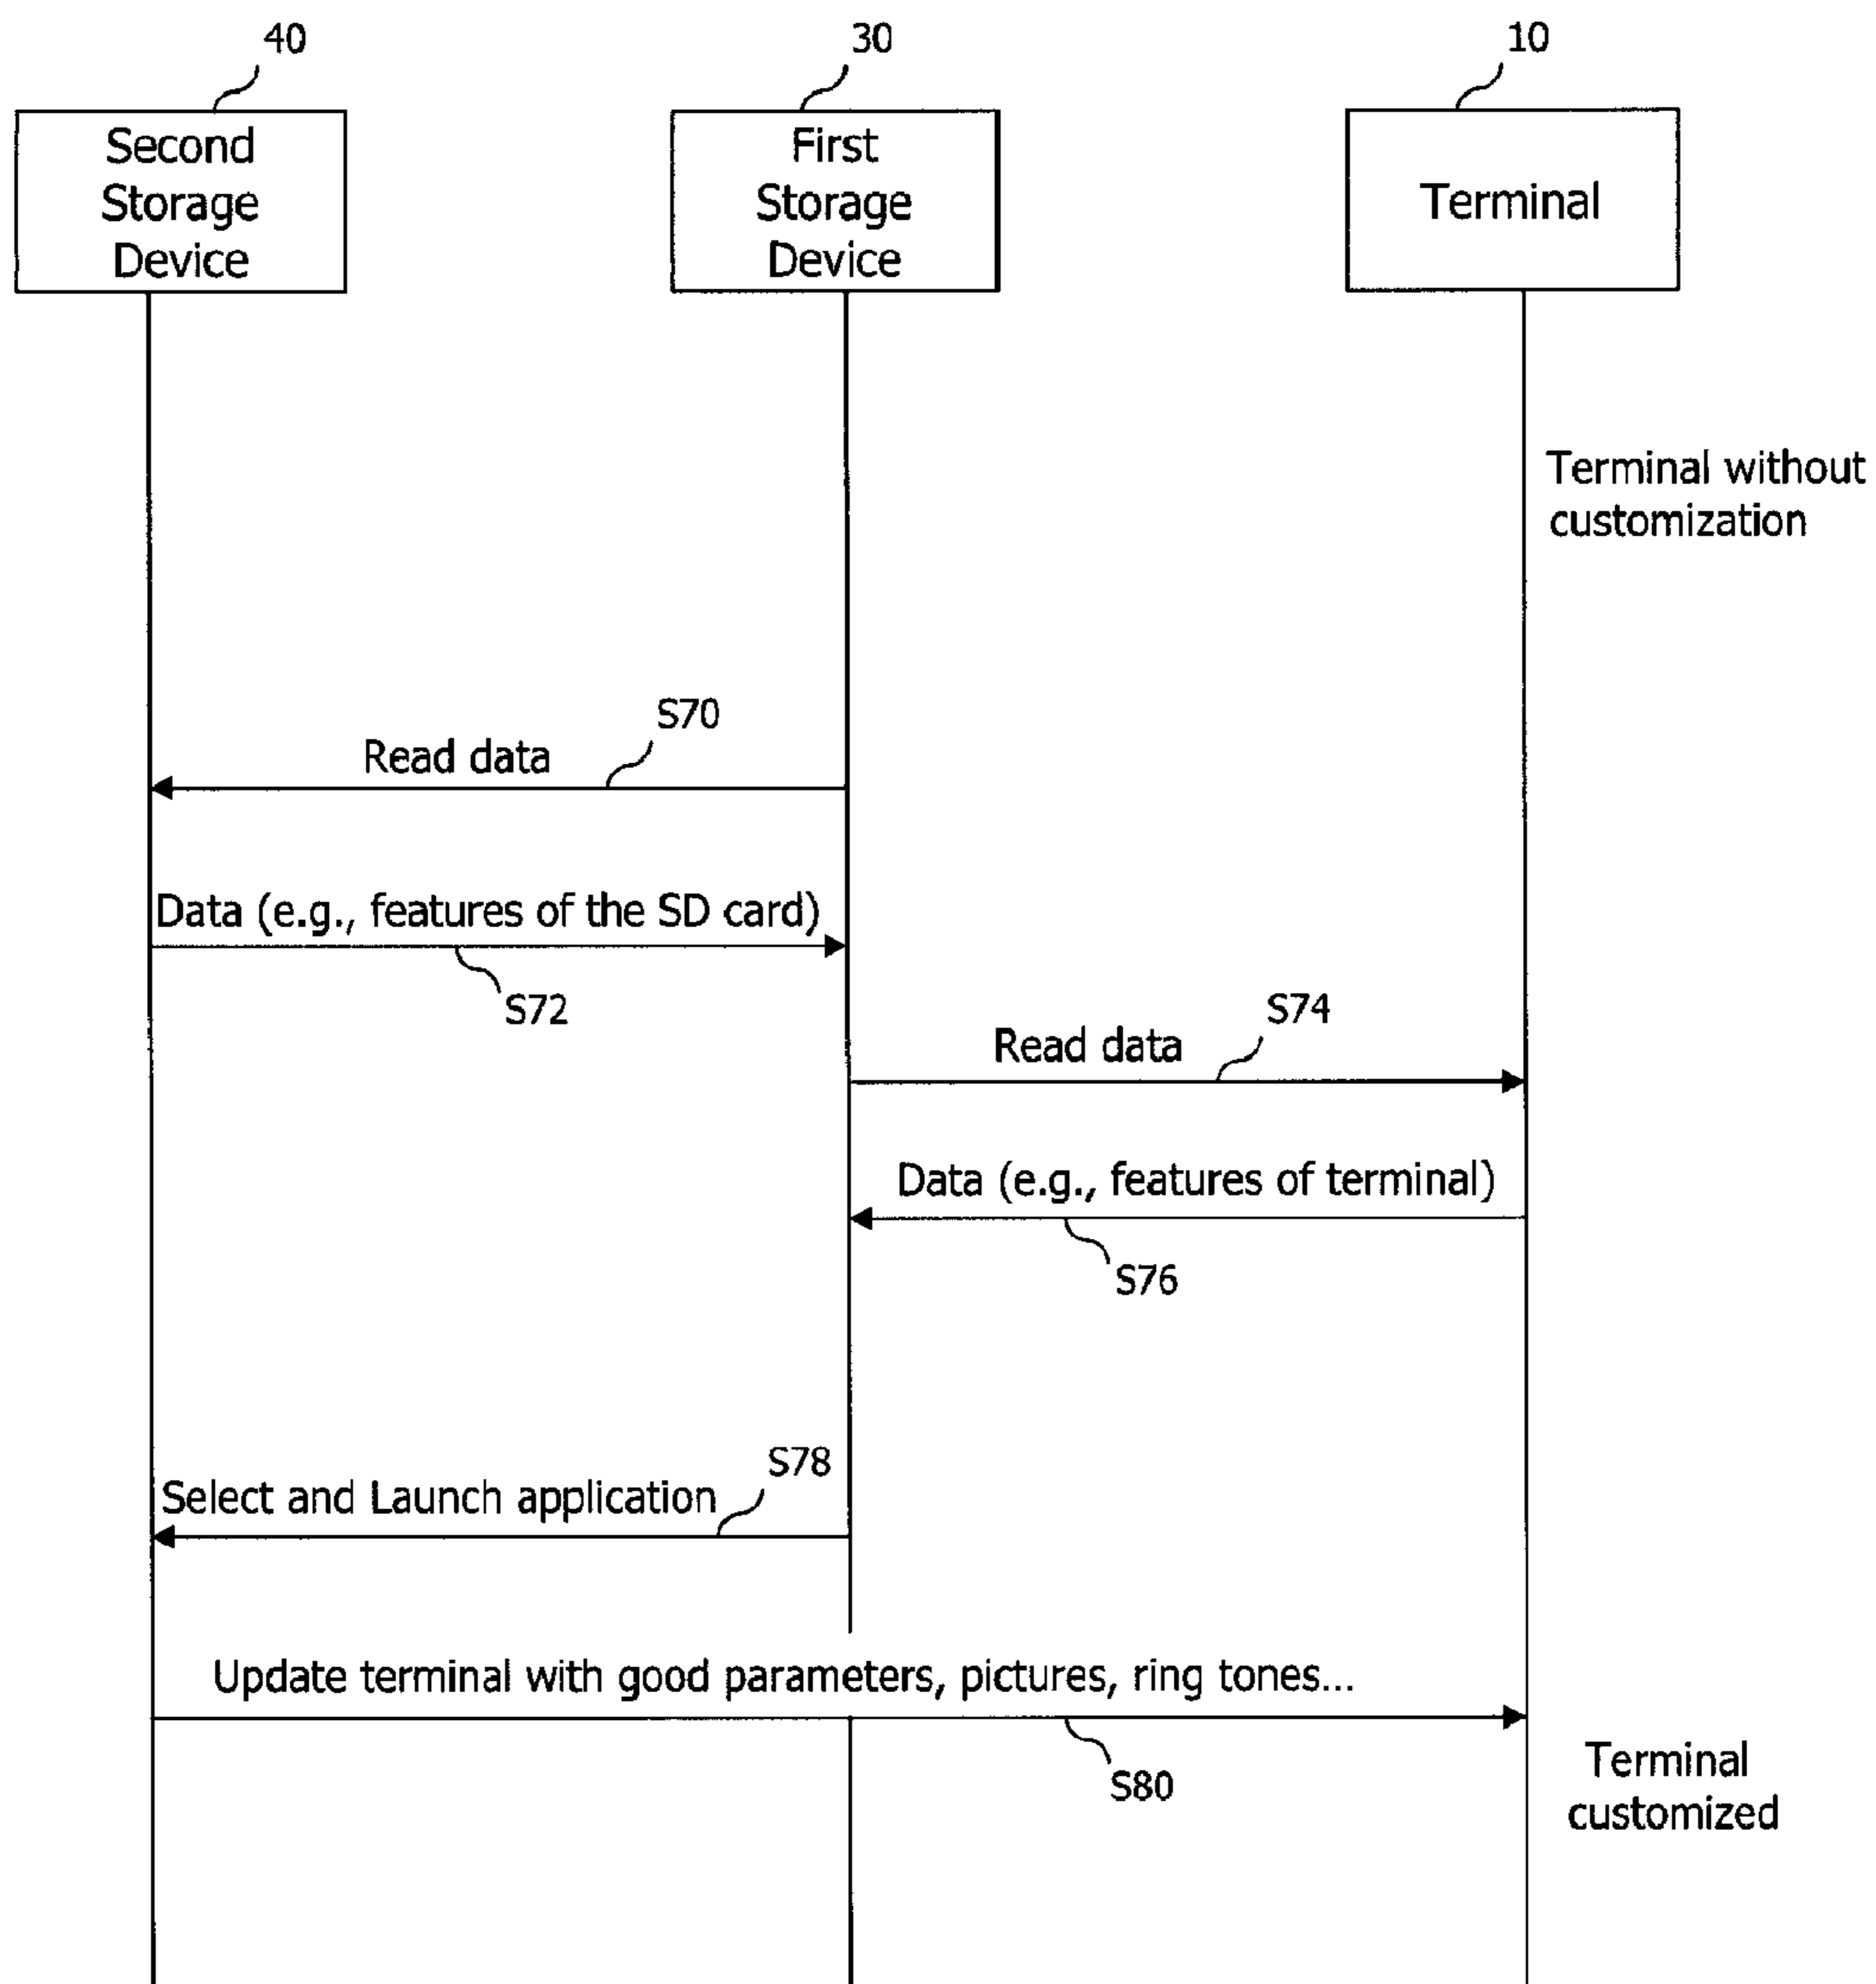 40
30
10
Second
Storage
Device
First
Storage
Device
Terminal
Terminal without
customization
S70
Read data
Data (e.g., features of the SD card)
S72
S74
Read data
Data (e.g., features of terminal)
S76
S78
Select and Launch application
Update terminal with good parameters, pictures, ring tones...
S80
Terminal
customized